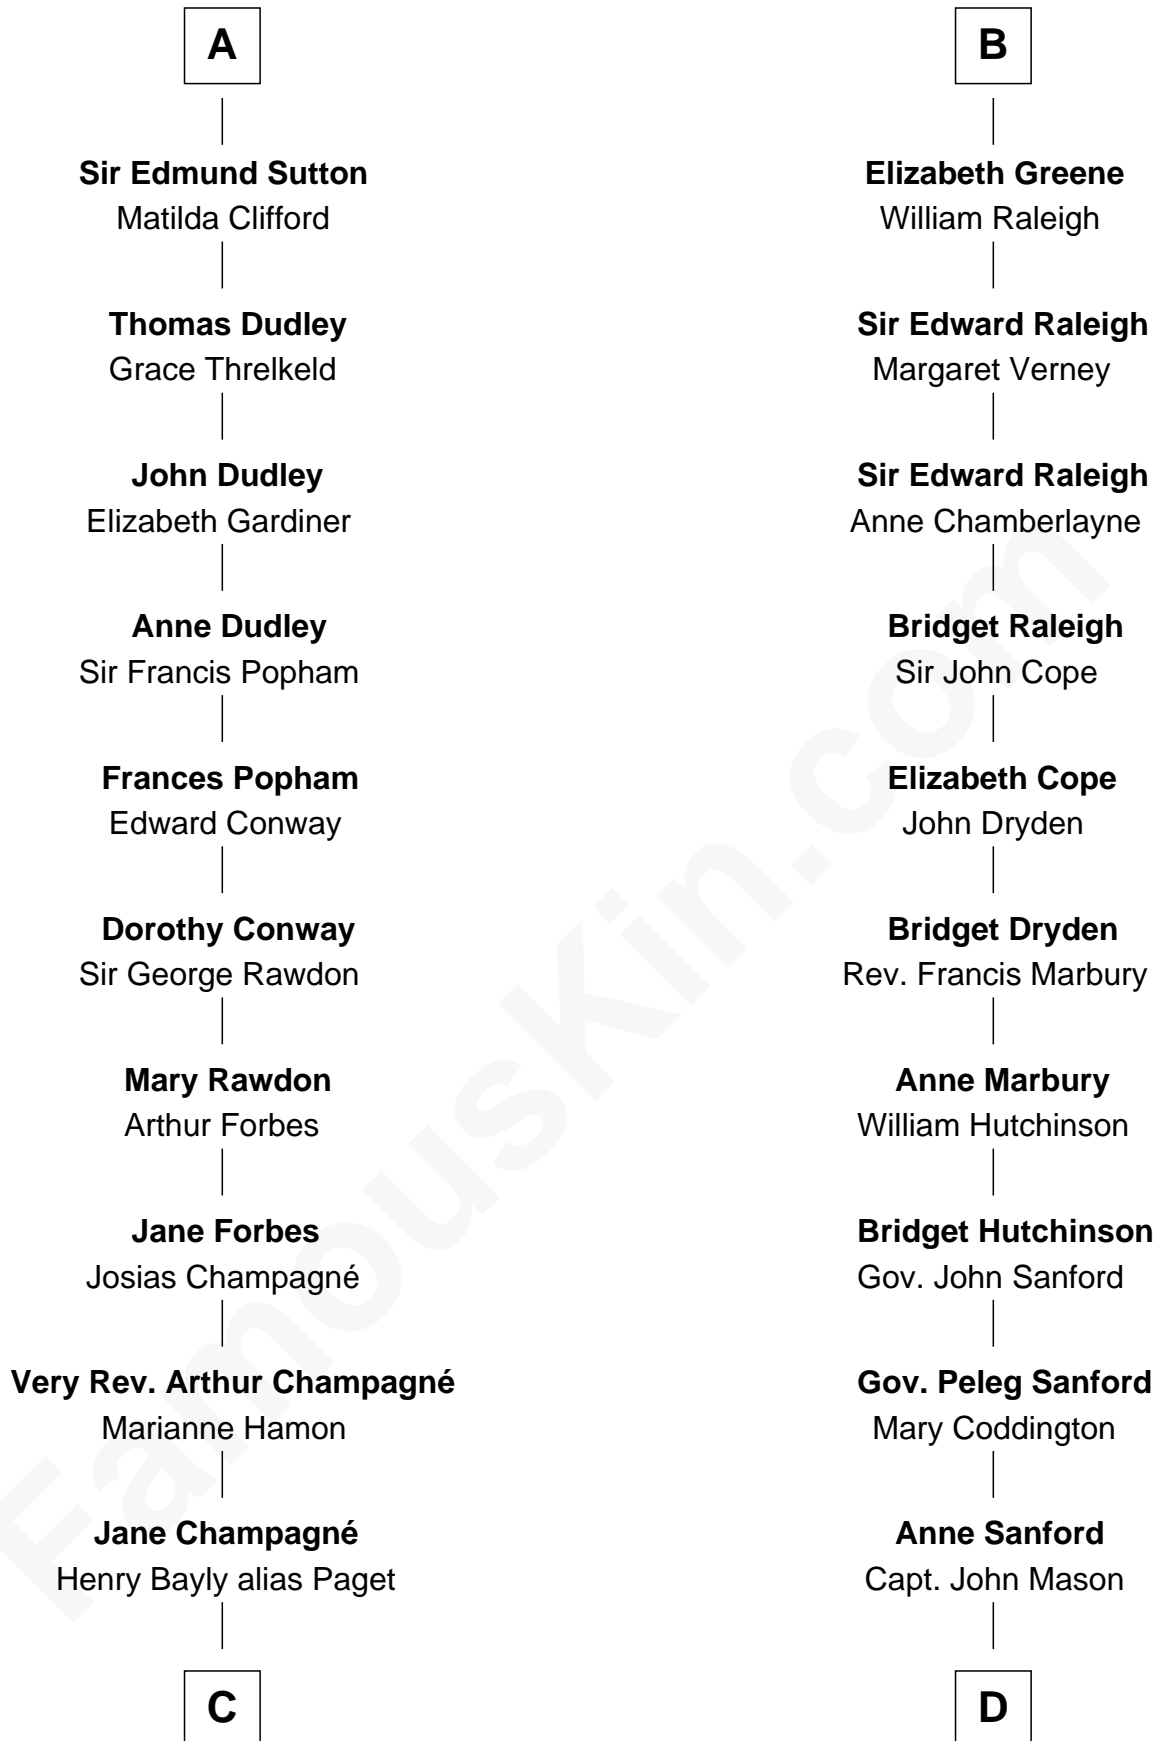 A
Sir Edmund Sutton
Matilda Clifford
Thomas Dudley
Grace Threlkeld
John Dudley
Elizabeth Gardiner
Anne Dudley
Sir Francis Popham
Frances Popham
Edward Conway
Dorothy Conway
Sir George Rawdon
Mary Rawdon
Arthur Forbes
Jane Forbes
Josias Champagné
Very Rev. Arthur Champagné
Marianne Hamon
Jane Champagné
Henry Bayly alias Paget
C
B
Elizabeth Greene
William Raleigh
Sir Edward Raleigh
Margaret Verney
Sir Edward Raleigh
Anne Chamberlayne
Bridget Raleigh
Sir John Cope
Elizabeth Cope
John Dryden
Bridget Dryden
Rev. Francis Marbury
Anne Marbury
William Hutchinson
Bridget Hutchinson
Gov. John Sanford
Gov. Peleg Sanford
Mary Coddington
Anne Sanford
Capt. John Mason
D
FamousKin.com